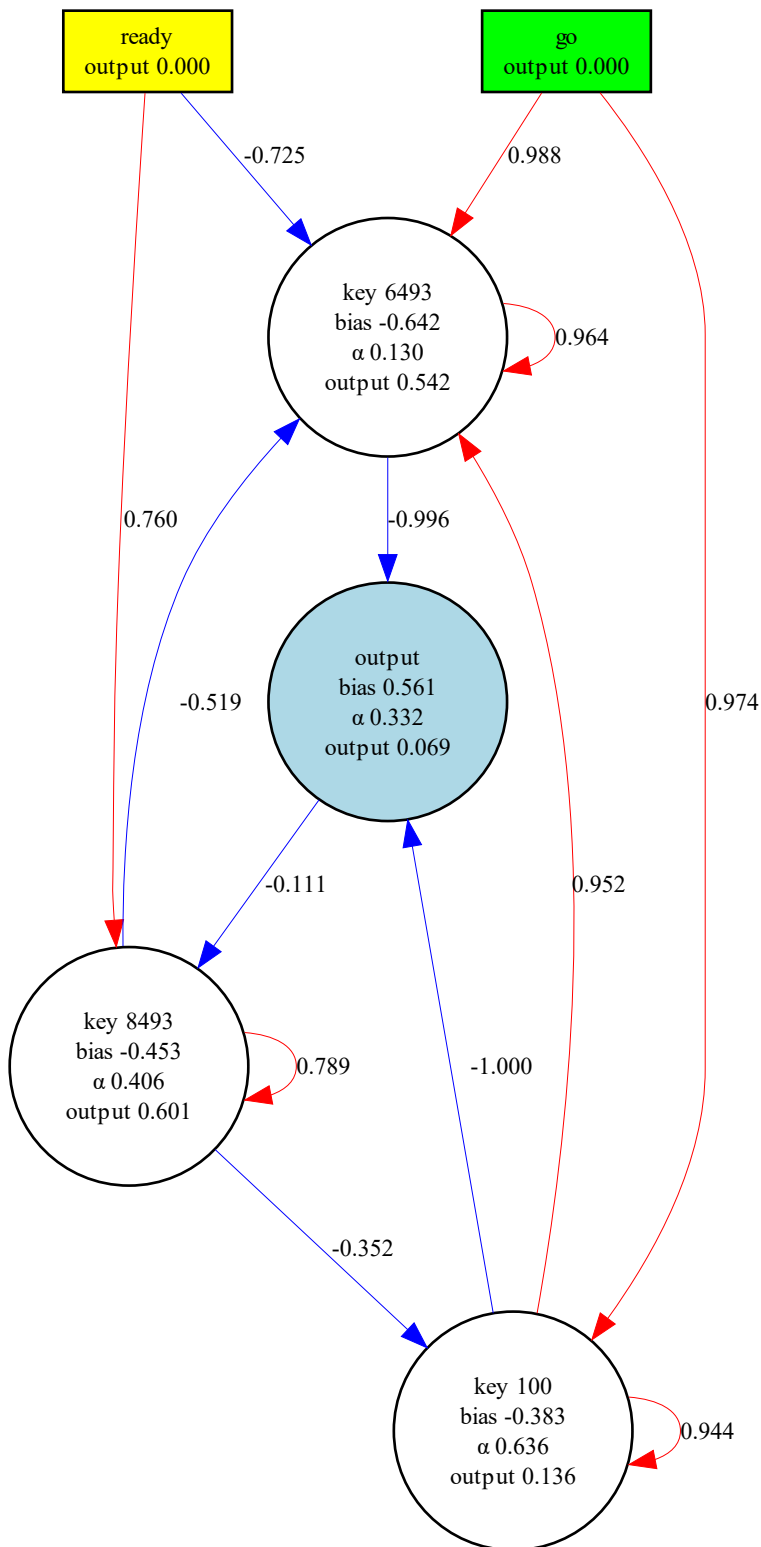 ready
output 0.000
go
output 0.000
-0.725
0.988
key 6493
bias -0.642
α 0.130
output 0.542
0.964
0.760
-0.996
-0.519
output
bias 0.561
α 0.332
output 0.069
0.974
-0.111
0.952
key 8493
bias -0.453
α 0.406
output 0.601
0.789
-1.000
-0.352
key 100
bias -0.383
α 0.636
output 0.136
0.944